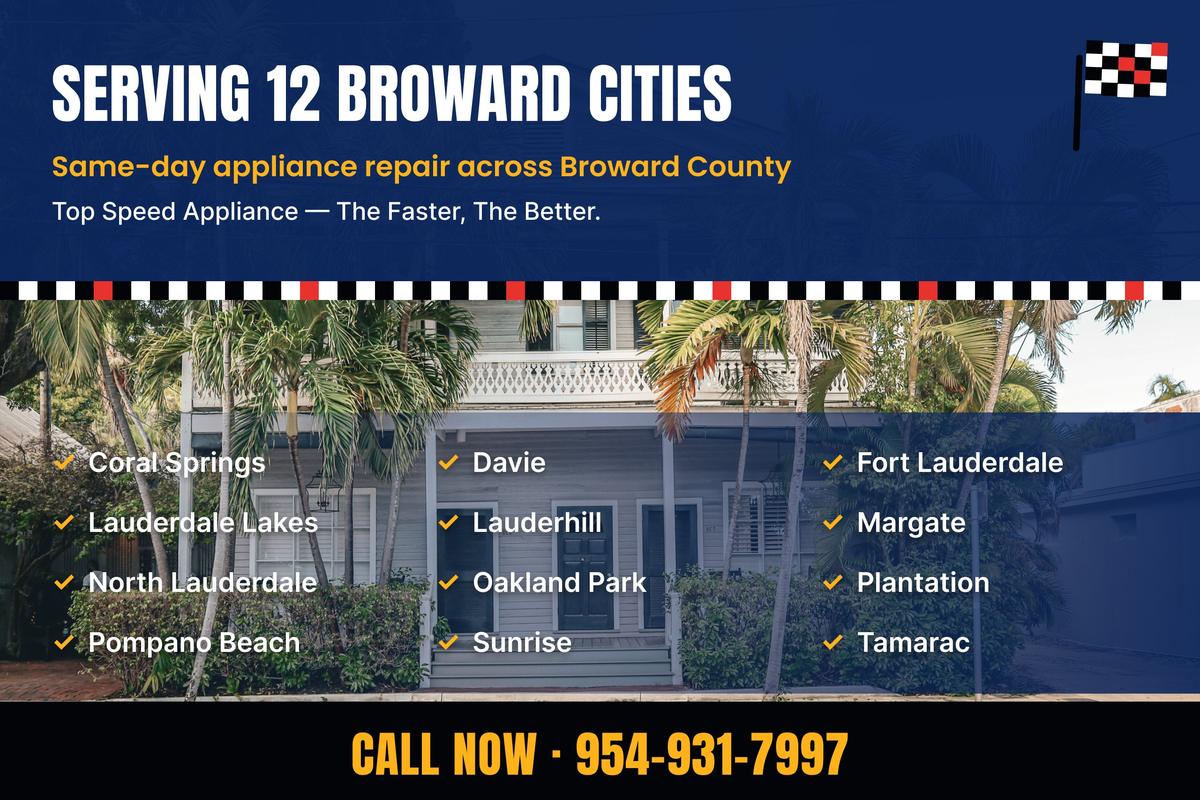 SERVING 12 BROWARD CITIES
Same-day appliance repair across Broward County
Top Speed Appliance — The Faster, The Better.
Coral Springs
Davie
Fort Lauderdale
Lauderdale Lakes
Lauderhill
Margate
North Lauderdale
Oakland Park
Plantation
Pompano Beach
Sunrise
Tamarac
CALL NOW · 954-931-7997